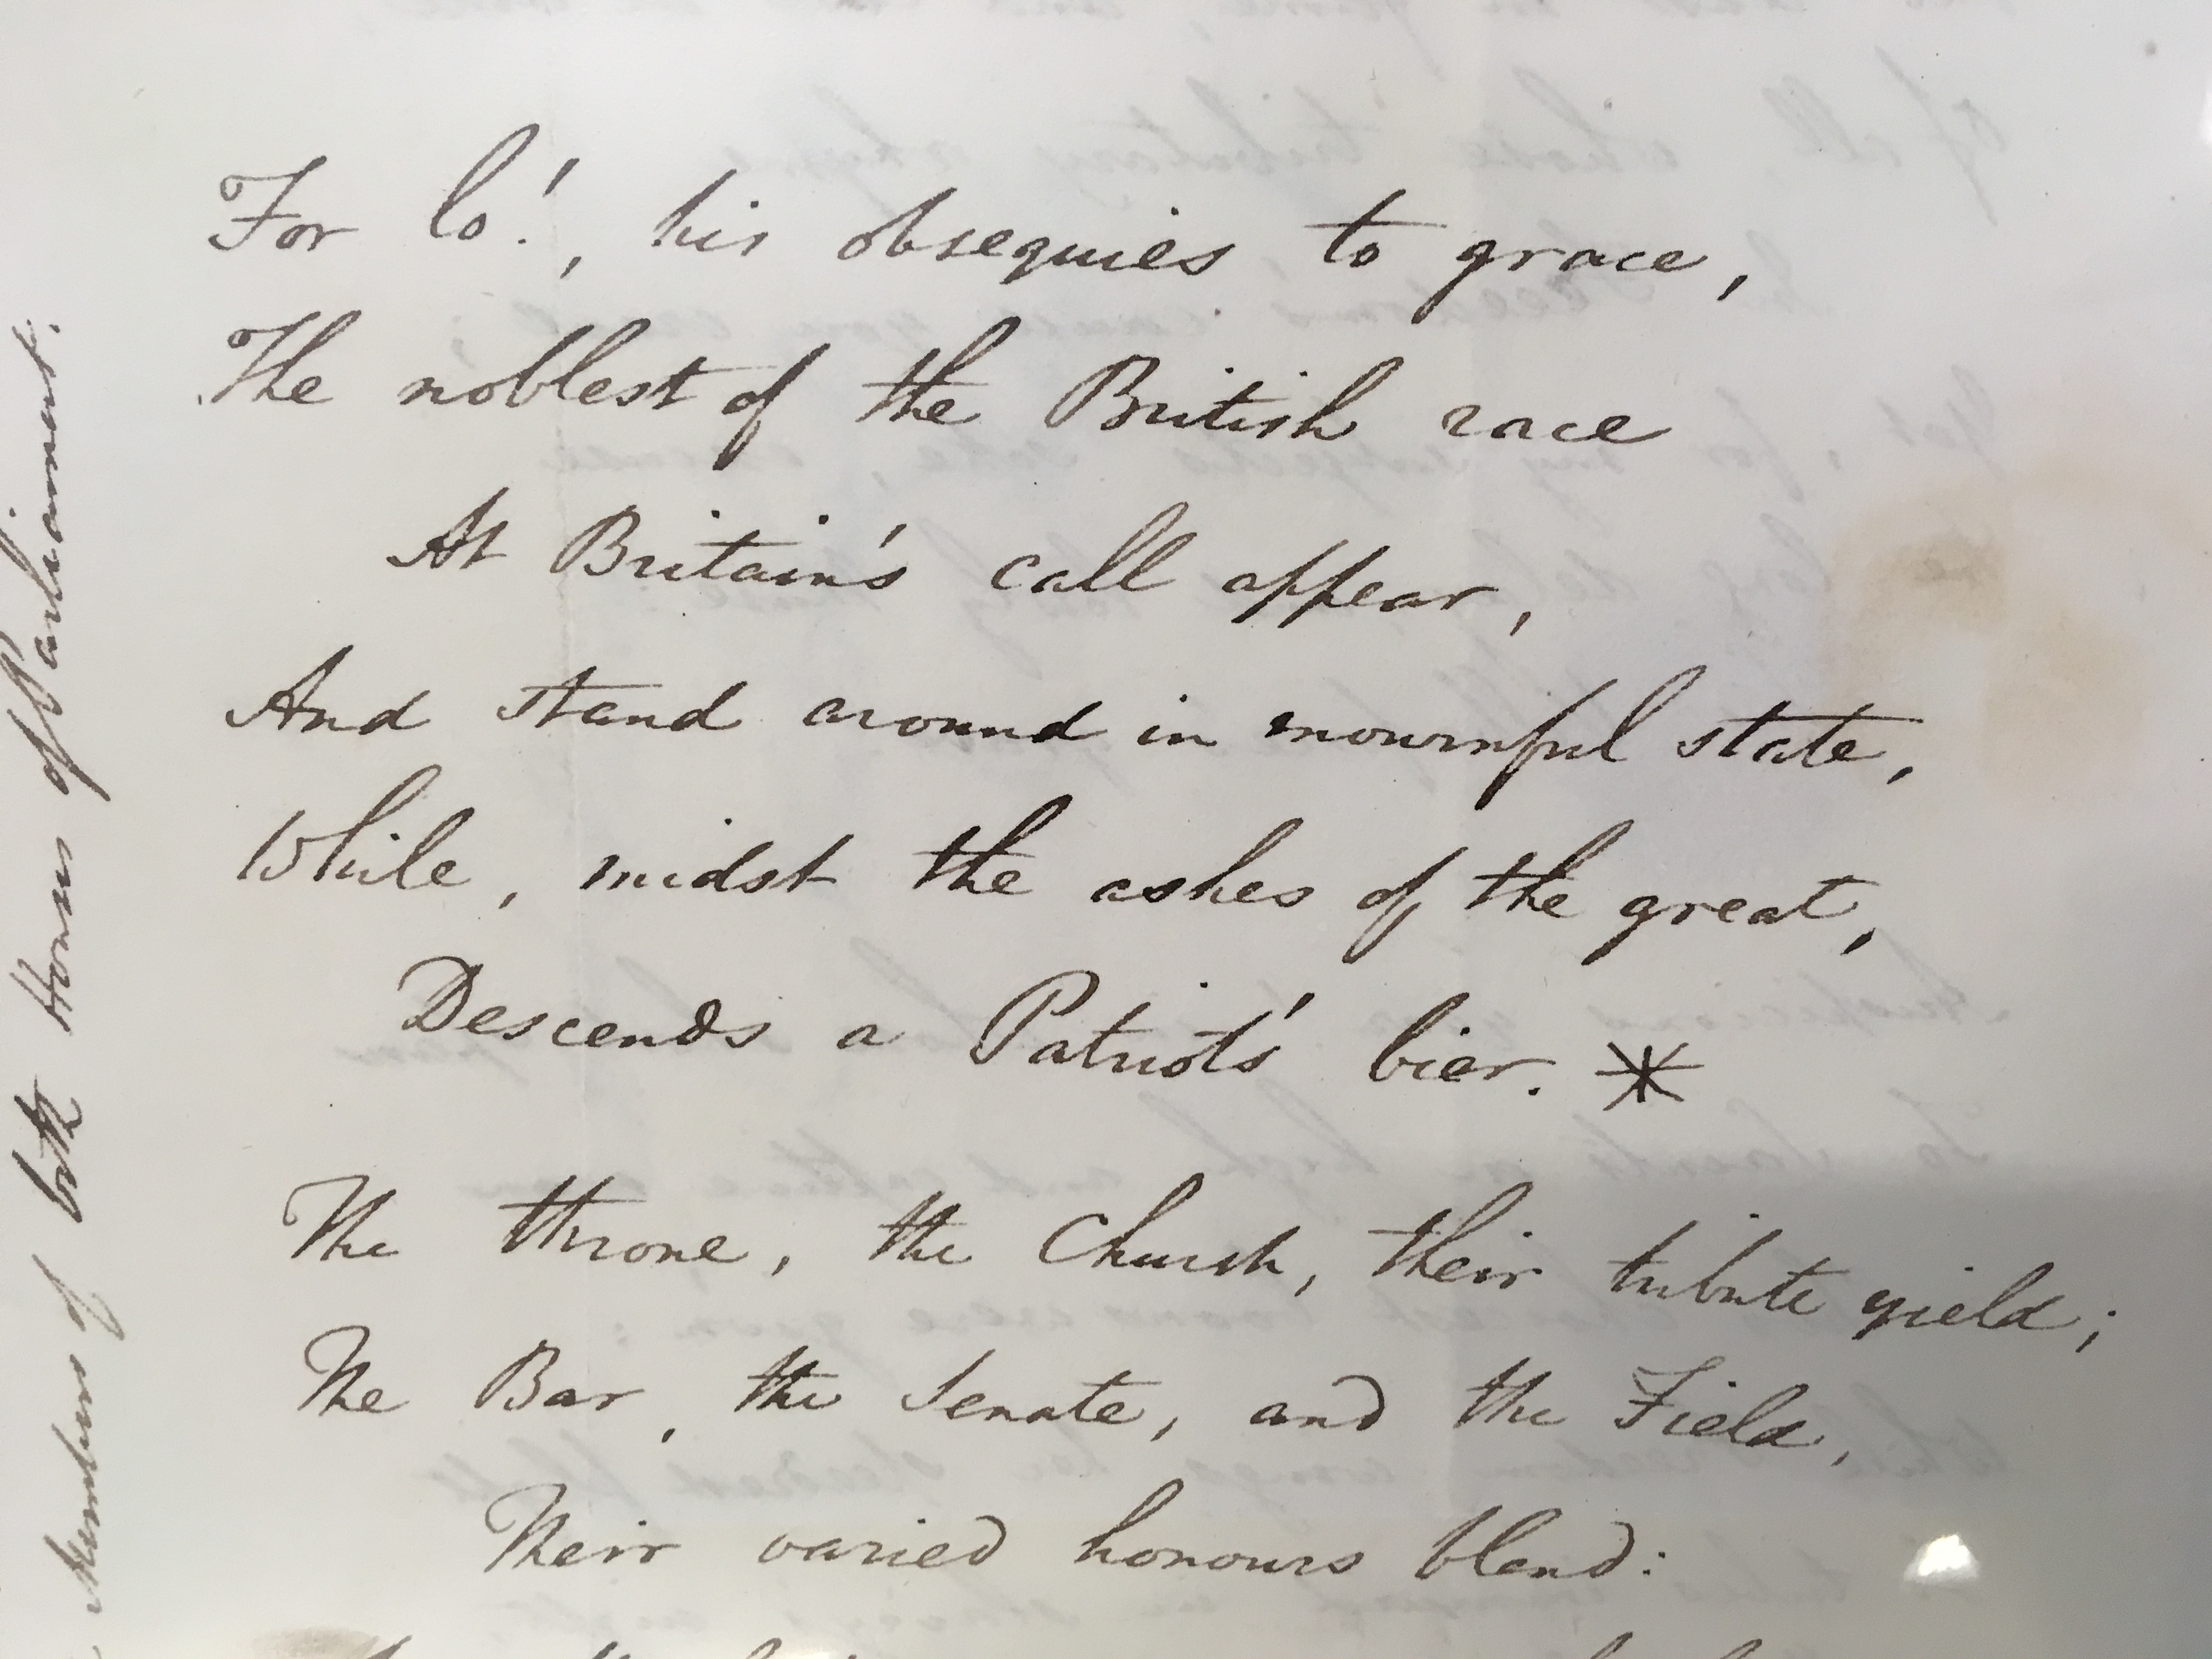 For lo!, his obsequies to grace,
The noblest of the British race
At Britain's call appear,
And stand around in mournful state,
While, midst the ashes of the great,
Descends a Patriot's bier. *
The throne, the Church, their tribute yield;
The Bar, the Senate, and the Field,
Their varied honours blend:
Members of both Houses of Parliament.